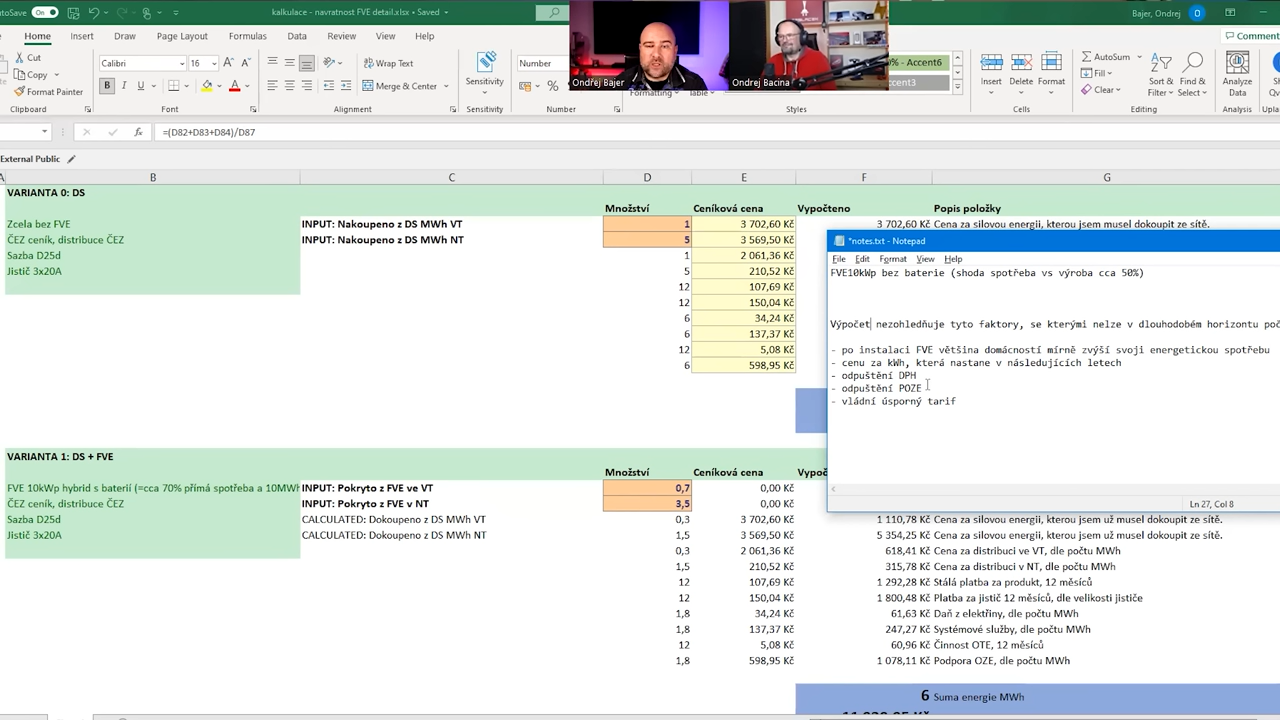 AutoSave On
kalkulace - navratnost FVE detail.xlsx • Saved
Bajer, Ondrej
O
Home Insert Draw Page Layout Formulas Data Review View Help
Comment
Cut
Copy
Format Painter
Clipboard
Calibri 16
B I U
Font
Wrap Text
Merge & Center
Alignment
Sensitivity
Sensitivity
Number
%
Number
Ondřej Bajer
Ondrej Bacina
% - Accent6
Accent3
Styles
Insert Delete Format
Cells
AutoSum
Fill
Clear
Sort & Filter
Find & Select
Editing
Analyze Data
Analysis
fx =(D82+D83+D84)/D87
External Public
B C D E F G
VARIANTA 0: DS
Množství Ceníková cena Vypočteno Popis položky
Zcela bez FVE INPUT: Nakoupeno z DS MWh VT 1 3 702,60 Kč 3 702,60 Kč Cena za silovou energii, kterou jsem musel dokoupit ze sítě.
ČEZ ceník, distribuce ČEZ INPUT: Nakoupeno z DS MWh NT 5 3 569,50 Kč
Sazba D25d 1 2 061,36 Kč
Jistič 3x20A 5 210,52 Kč
12 107,69 Kč
12 150,04 Kč
6 34,24 Kč
6 137,37 Kč
12 5,08 Kč
6 598,95 Kč
*notes.txt - Notepad
File Edit Format View Help
FVE10kWp bez baterie (shoda spotřeba vs výroba cca 50%)
Výpočet nezohledňuje tyto faktory, se kterými nelze v dlouhodobém horizontu poč
- po instalaci FVE většina domácností mírně zvýší svoji energetickou spotřebu
- cenu za kWh, která nastane v následujících letech
- odpuštění DPH
- odpuštění POZE
- vládní úsporný tarif
Ln 27, Col 8
VARIANTA 1: DS + FVE
Množství Ceníková cena Vypoč
FVE 10kWp hybrid s baterií (=cca 70% přímá spotřeba a 10MWh INPUT: Pokryto z FVE ve VT 0,7 0,00 Kč
ČEZ ceník, distribuce ČEZ INPUT: Pokryto z FVE v NT 3,5 0,00 Kč
Sazba D25d CALCULATED: Dokoupeno z DS MWh VT 0,3 3 702,60 Kč 1 110,78 Kč Cena za silovou energii, kterou jsem už musel dokoupit ze sítě.
Jistič 3x20A CALCULATED: Dokoupeno z DS MWh NT 1,5 3 569,50 Kč 5 354,25 Kč Cena za silovou energii, kterou jsem už musel dokoupit ze sítě.
0,3 2 061,36 Kč 618,41 Kč Cena za distribuci ve VT, dle počtu MWh
1,5 210,52 Kč 315,78 Kč Cena za distribuci v NT, dle počtu MWh
12 107,69 Kč 1 292,28 Kč Stálá platba za produkt, 12 měsíců
12 150,04 Kč 1 800,48 Kč Platba za jistič 12 měsíců, dle velikosti jističe
1,8 34,24 Kč 61,63 Kč Daň z elektřiny, dle počtu MWh
1,8 137,37 Kč 247,27 Kč Systémové služby, dle počtu MWh
12 5,08 Kč 60,96 Kč Činnost OTE, 12 měsíců
1,8 598,95 Kč 1 078,11 Kč Podpora OZE, dle počtu MWh
6 Suma energie MWh